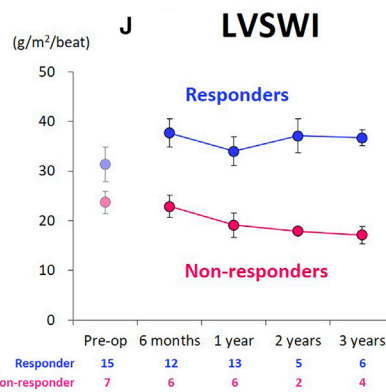 J LVSWI
(g/m²/beat)
50
Responders
40
30
20
10
Non-responders
0
Pre-op 6 months 1 year 2 years 3 years
Responder 15 12 13 5 6
on-responder 7 6 6 2 4